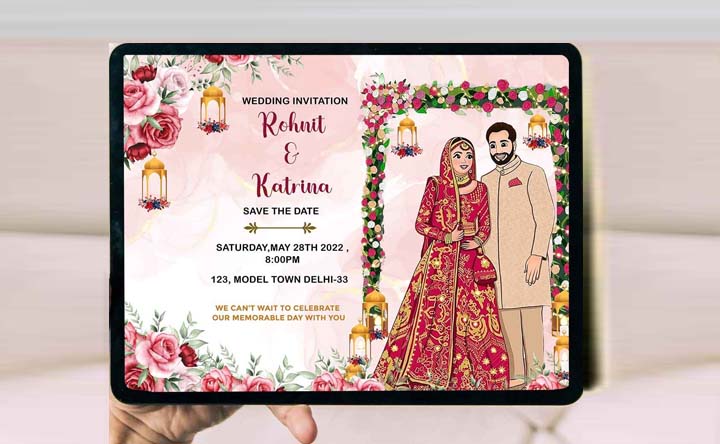 WEDDING INVITATION
Rohnit
&
Katrina
SAVE THE DATE
SATURDAY,MAY 28TH 2022 ,
8:00PM
123, MODEL TOWN DELHI-33
WE CAN'T WAIT TO CELEBRATE
OUR MEMORABLE DAY WITH YOU